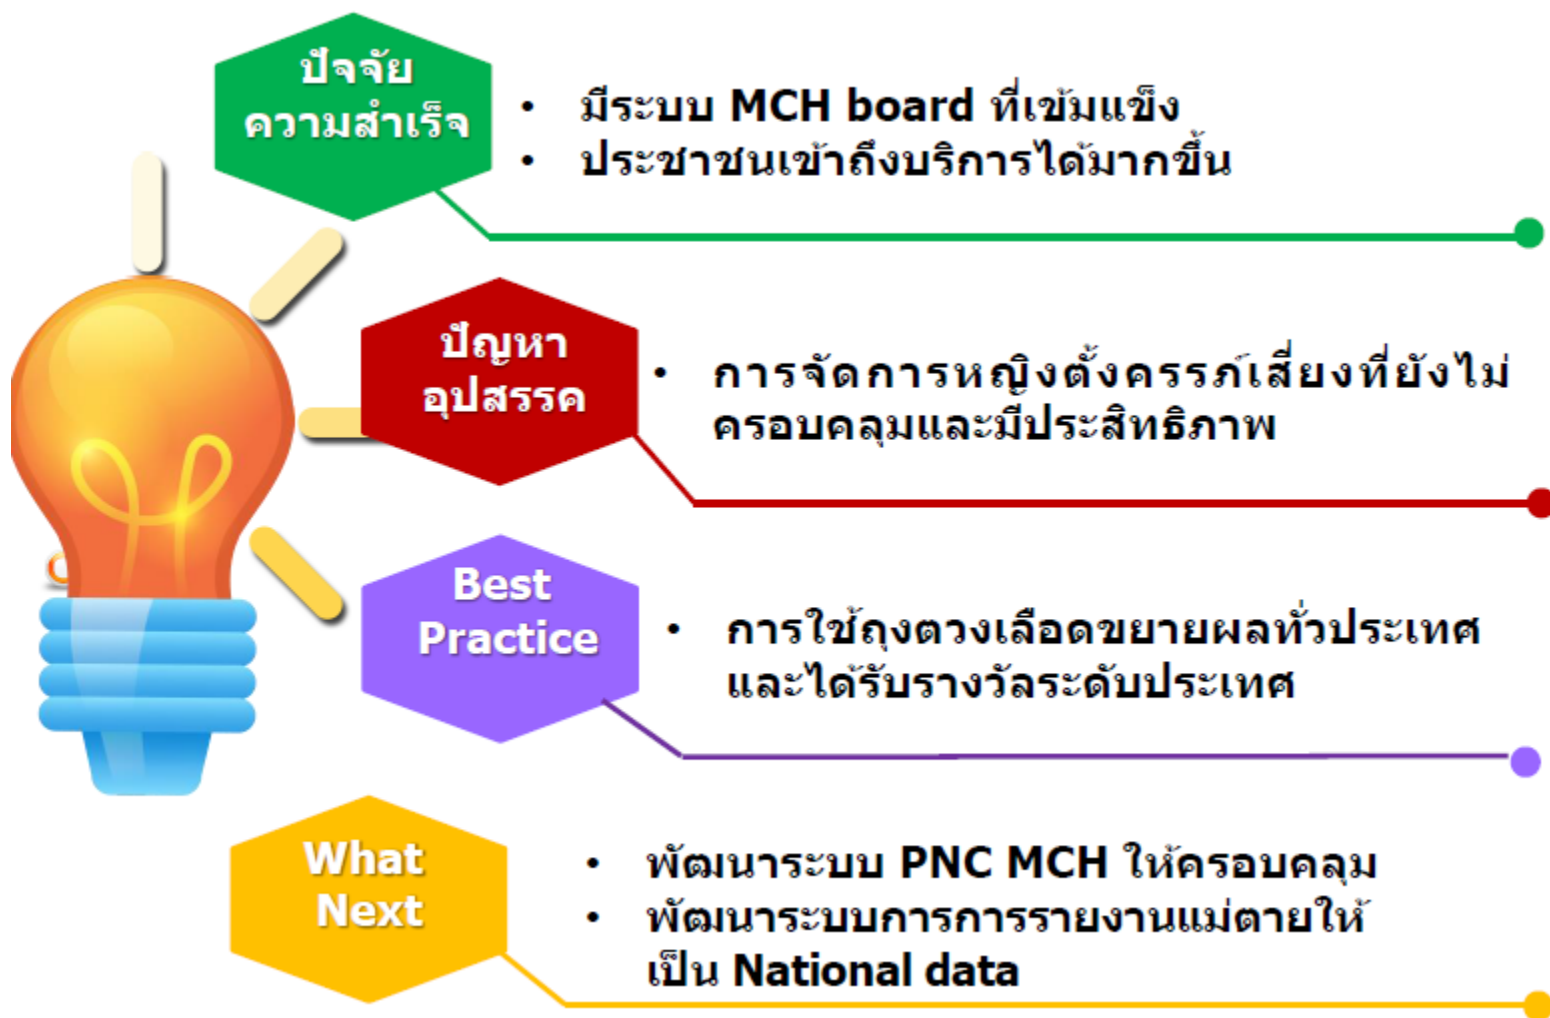 ปัจจัย
ความสำเร็จ
• มีระบบ MCH board ที่เข้มแข็ง
• ประชาชนเข้าถึงบริการได้มากขึ้น
ปัญหา
อุปสรรค
• การจัดการหญิงตั้งครรภ์เสี่ยงที่ยังไม่
ครอบคลุมและมีประสิทธิภาพ
Best
Practice
• การใช้ถุงตวงเลือดขยายผลทั่วประเทศ
และได้รับรางวัลระดับประเทศ
What
Next
• พัฒนาระบบ PNC MCH ให้ครอบคลุม
• พัฒนาระบบการการรายงานแม่ตายให้
เป็น National data